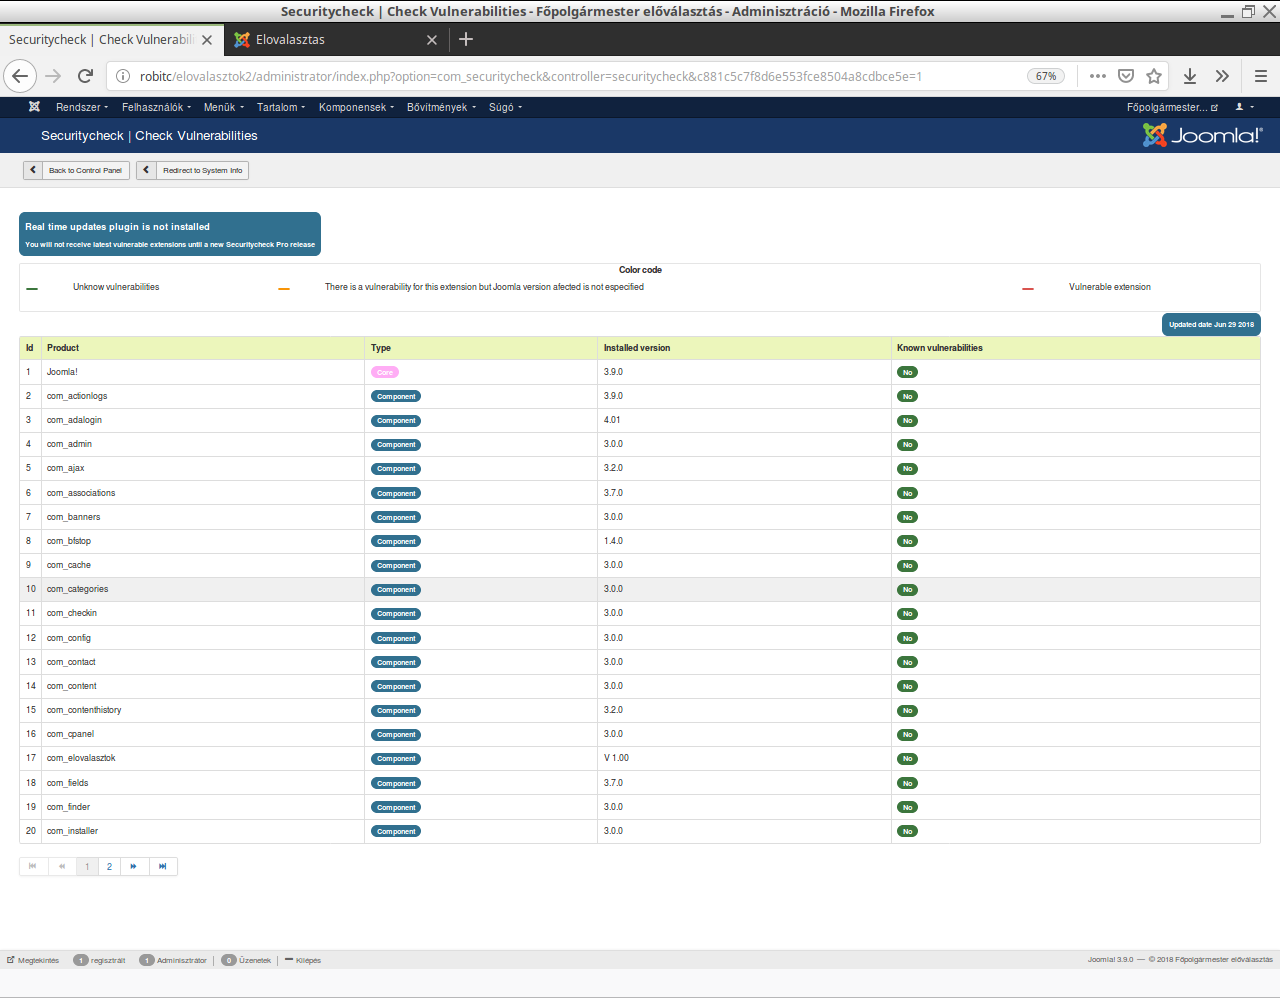 Securitycheck | Check Vulnerabilities - Főpolgármester előválasztás - Adminisztráció - Mozilla Firefox
Securitycheck | Check Vulnerabili
Elovalasztas
robitc/elovalasztok2/administrator/index.php?option=com_securitycheck&controller=securitycheck&c881c5c7f8d6e553fce8504a8cdbce5e=1
67%
Rendszer Felhasználók Menük Tartalom Komponensek Bővítmények Súgó Főpolgármester...
Securitycheck | Check Vulnerabilities
Joomla!
Back to Control Panel Redirect to System Info
Real time updates plugin is not installed
You will not receive latest vulnerable extensions until a new Securitycheck Pro release
Color code
Unknow vulnerabilities There is a vulnerability for this extension but Joomla version afected is not especified Vulnerable extension
Updated date Jun 29 2018
Id Product Type Installed version Known vulnerabilities
1 Joomla! Core 3.9.0 No
2 com_actionlogs Component 3.9.0 No
3 com_adalogin Component 4.01 No
4 com_admin Component 3.0.0 No
5 com_ajax Component 3.2.0 No
6 com_associations Component 3.7.0 No
7 com_banners Component 3.0.0 No
8 com_bfstop Component 1.4.0 No
9 com_cache Component 3.0.0 No
10 com_categories Component 3.0.0 No
11 com_checkin Component 3.0.0 No
12 com_config Component 3.0.0 No
13 com_contact Component 3.0.0 No
14 com_content Component 3.0.0 No
15 com_contenthistory Component 3.2.0 No
16 com_cpanel Component 3.0.0 No
17 com_elovalasztok Component V 1.00 No
18 com_fields Component 3.7.0 No
19 com_finder Component 3.0.0 No
20 com_installer Component 3.0.0 No
1 2
Megtekintés 1 regisztrált 1 Adminisztrátor | 0 Üzenetek | Kilépés Joomla! 3.9.0 — © 2018 Főpolgármester előválasztás